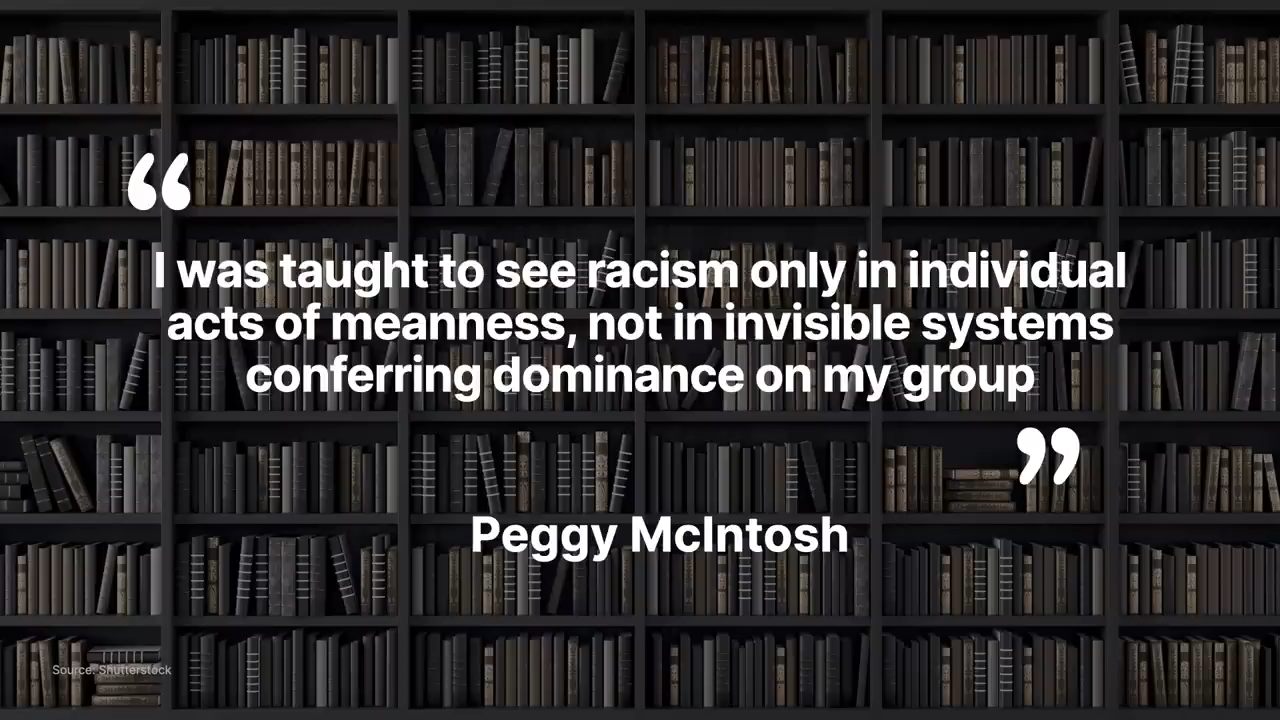 “
I was taught to see racism only in individual
acts of meanness, not in invisible systems
conferring dominance on my group
”
Peggy McIntosh
Source: Shutterstock